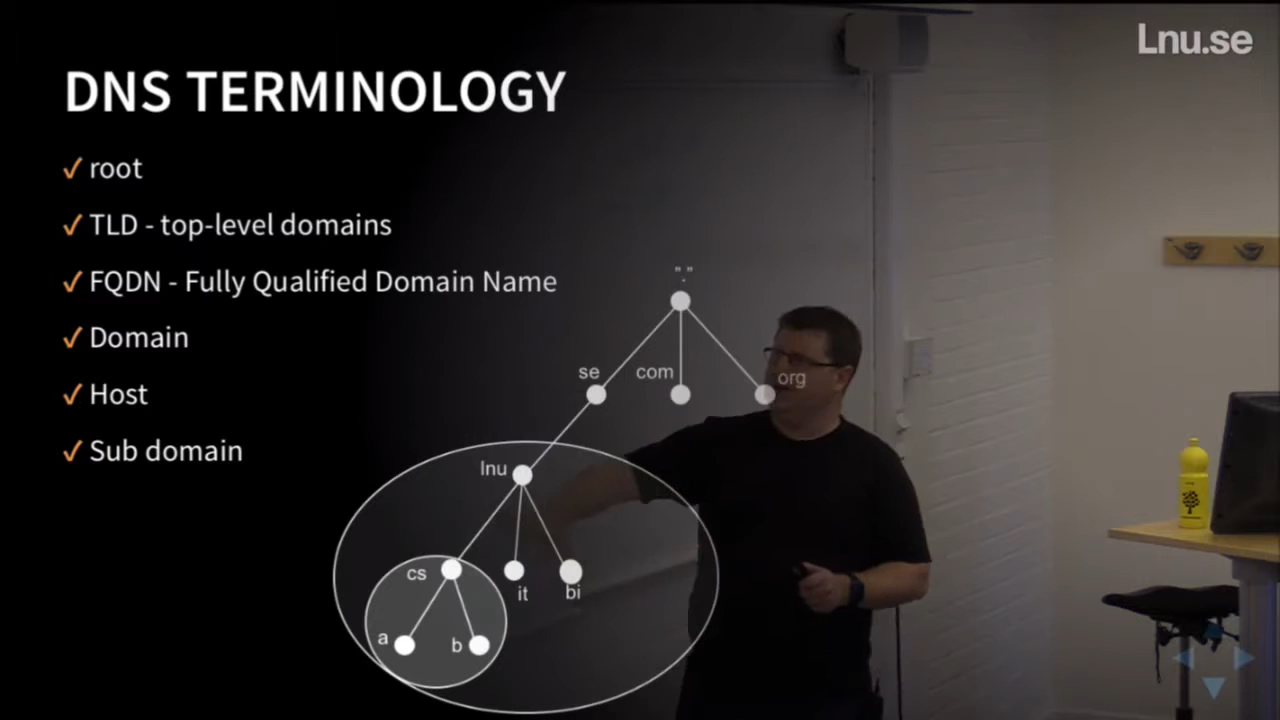 Lnu.se
DNS TERMINOLOGY
✓ root
✓ TLD - top-level domains
✓ FQDN - Fully Qualified Domain Name
✓ Domain
✓ Host
✓ Sub domain
"."
se
com
org
lnu
cs
it
bi
a
b